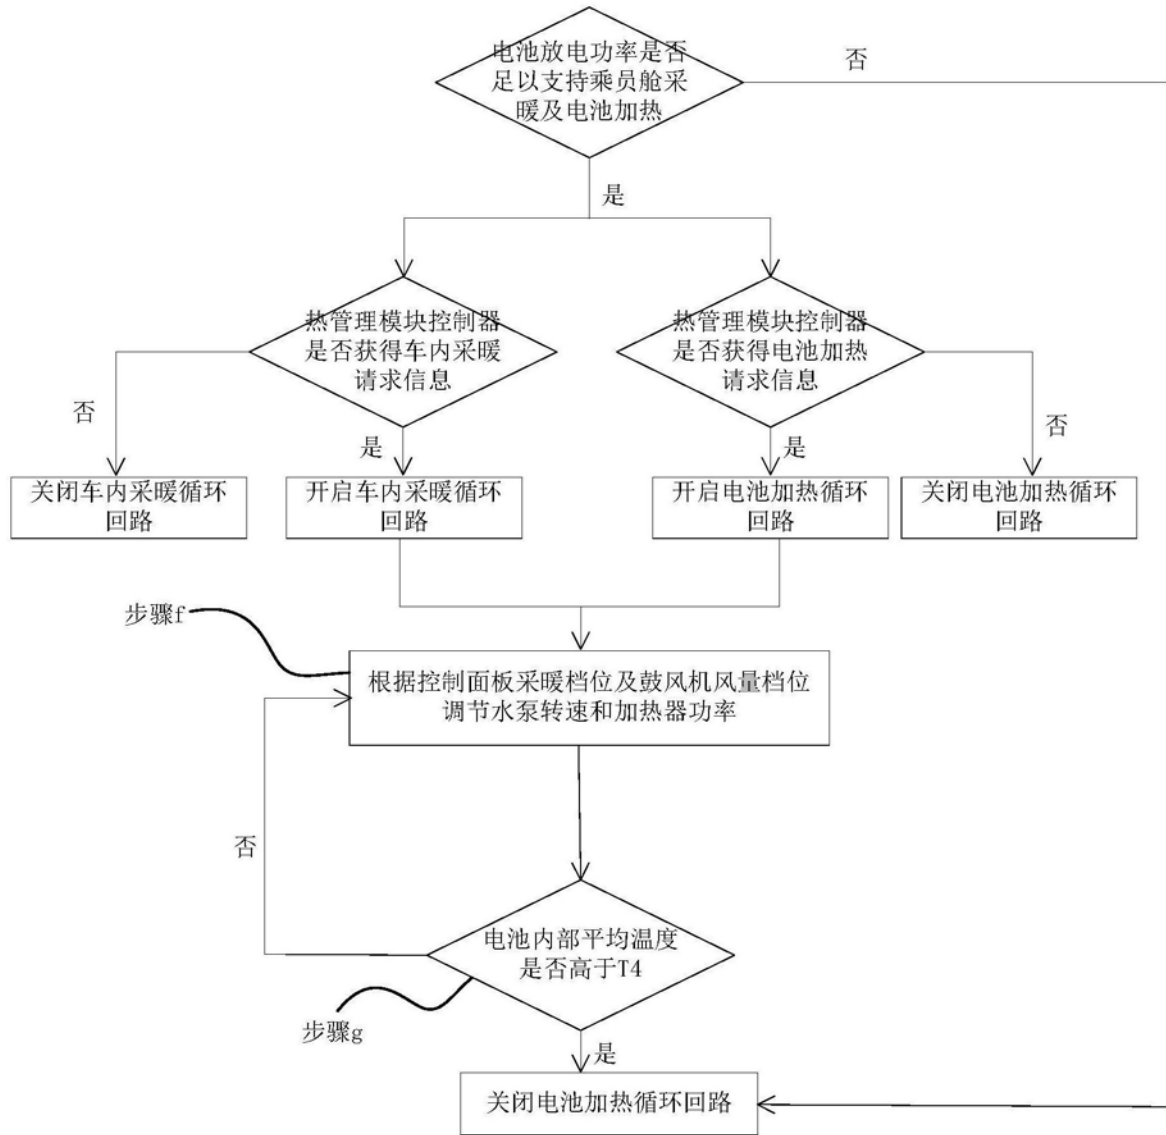 电池放电功率是否
足以支持乘员舱采
暖及电池加热
否
是
热管理模块控制器
是否获得车内采暖
请求信息
热管理模块控制器
是否获得电池加热
请求信息
否
是
是
否
关闭车内采暖循环
回路
开启车内采暖循环
回路
开启电池加热循环
回路
关闭电池加热循环
回路
步骤f
根据控制面板采暖档位及鼓风机风量档位
调节水泵转速和加热器功率
否
电池内部平均温度
是否高于T4
步骤g
是
关闭电池加热循环回路